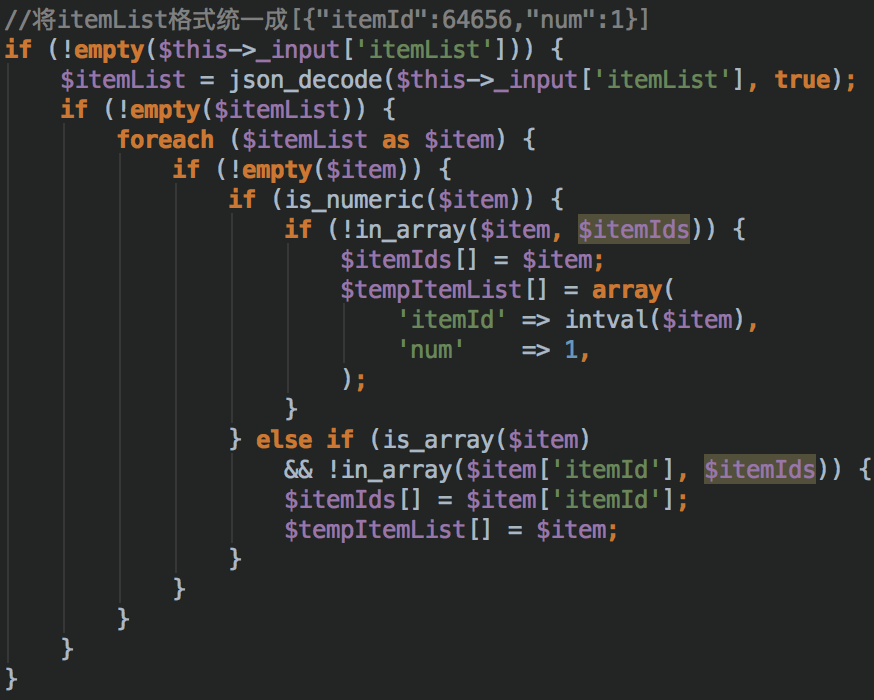 //将itemList格式统一成[{"itemId":64656,"num":1}]
if (!empty($this->_input['itemList'])) {
    $itemList = json_decode($this->_input['itemList'], true);
    if (!empty($itemList)) {
        foreach ($itemList as $item) {
            if (!empty($item)) {
                if (is_numeric($item)) {
                    if (!in_array($item, $itemIds)) {
                        $itemIds[] = $item;
                        $tempItemList[] = array(
                            'itemId' => intval($item),
                            'num'    => 1,
                        );
                    }
                } else if (is_array($item)
                    && !in_array($item['itemId'], $itemIds)) {
                    $itemIds[] = $item['itemId'];
                    $tempItemList[] = $item;
                }
            }
        }
    }
}